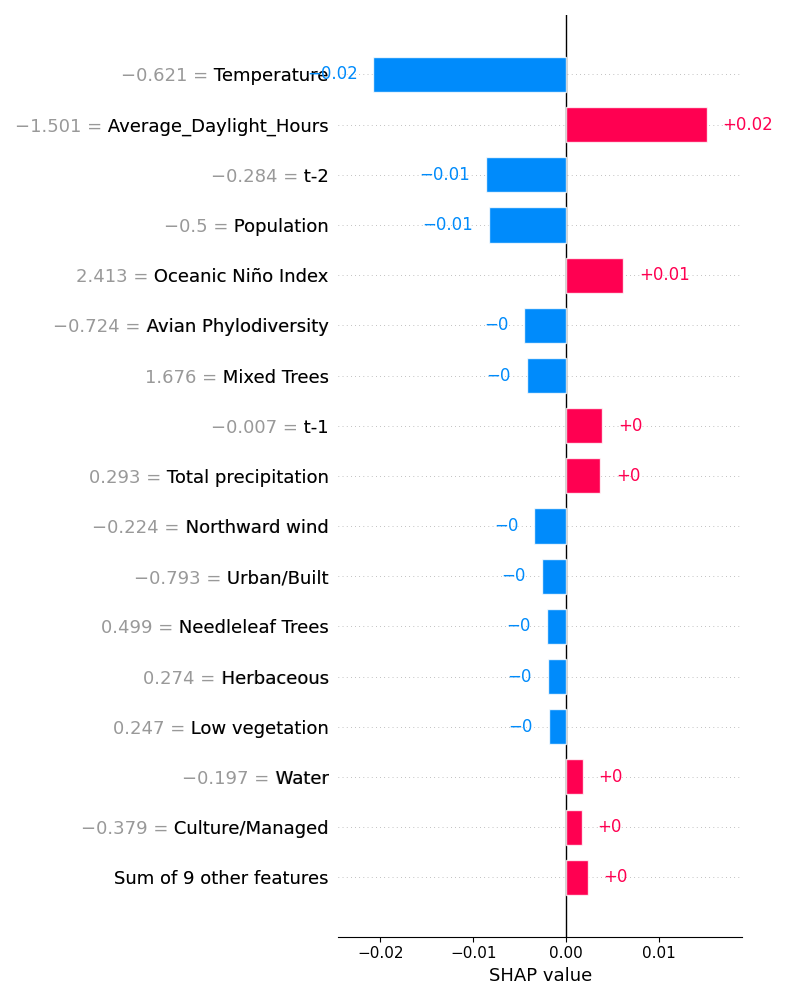 −0.621 = Temperature −0.02
−1.501 = Average_Daylight_Hours +0.02
−0.284 = t-2 −0.01
−0.5 = Population −0.01
2.413 = Oceanic Niño Index +0.01
−0.724 = Avian Phylodiversity −0
1.676 = Mixed Trees −0
−0.007 = t-1 +0
0.293 = Total precipitation +0
−0.224 = Northward wind −0
−0.793 = Urban/Built −0
0.499 = Needleleaf Trees −0
0.274 = Herbaceous −0
0.247 = Low vegetation −0
−0.197 = Water +0
−0.379 = Culture/Managed +0
Sum of 9 other features +0
−0.02 −0.01 0.00 0.01
SHAP value